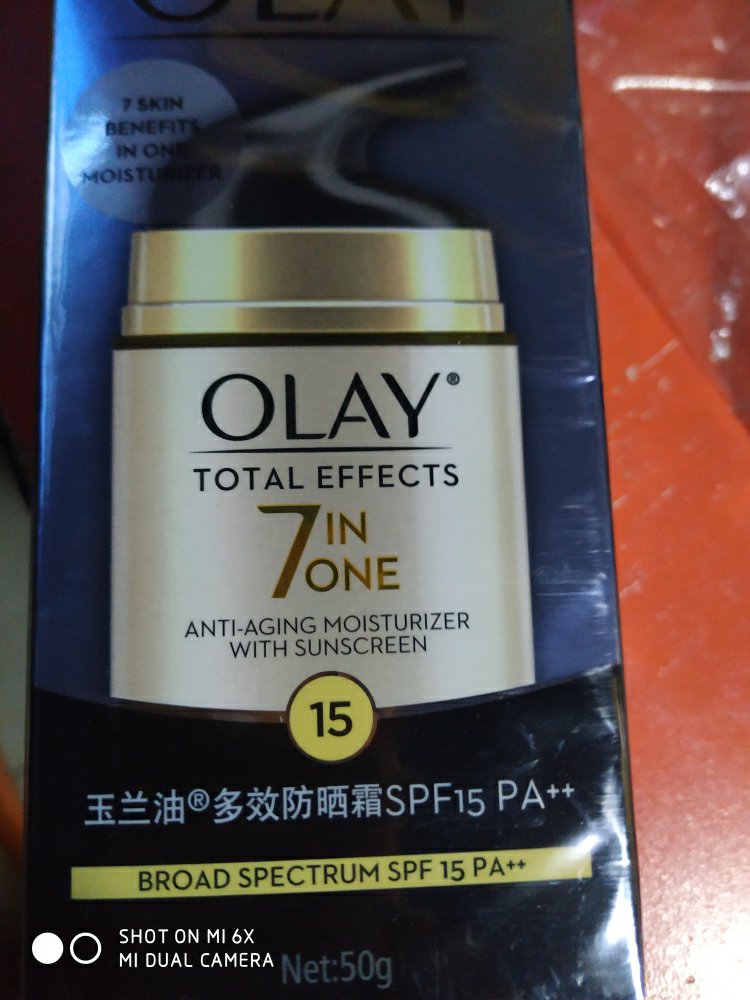 OLAY
7 SKIN
BENEFITS
IN ONE
MOISTURIZER
OLAY®
TOTAL EFFECTS
7 IN ONE
ANTI-AGING MOISTURIZER
WITH SUNSCREEN
15
玉兰油®多效防晒霜SPF15 PA++
BROAD SPECTRUM SPF 15 PA++
SHOT ON MI 6X
MI DUAL CAMERA
Net:50g